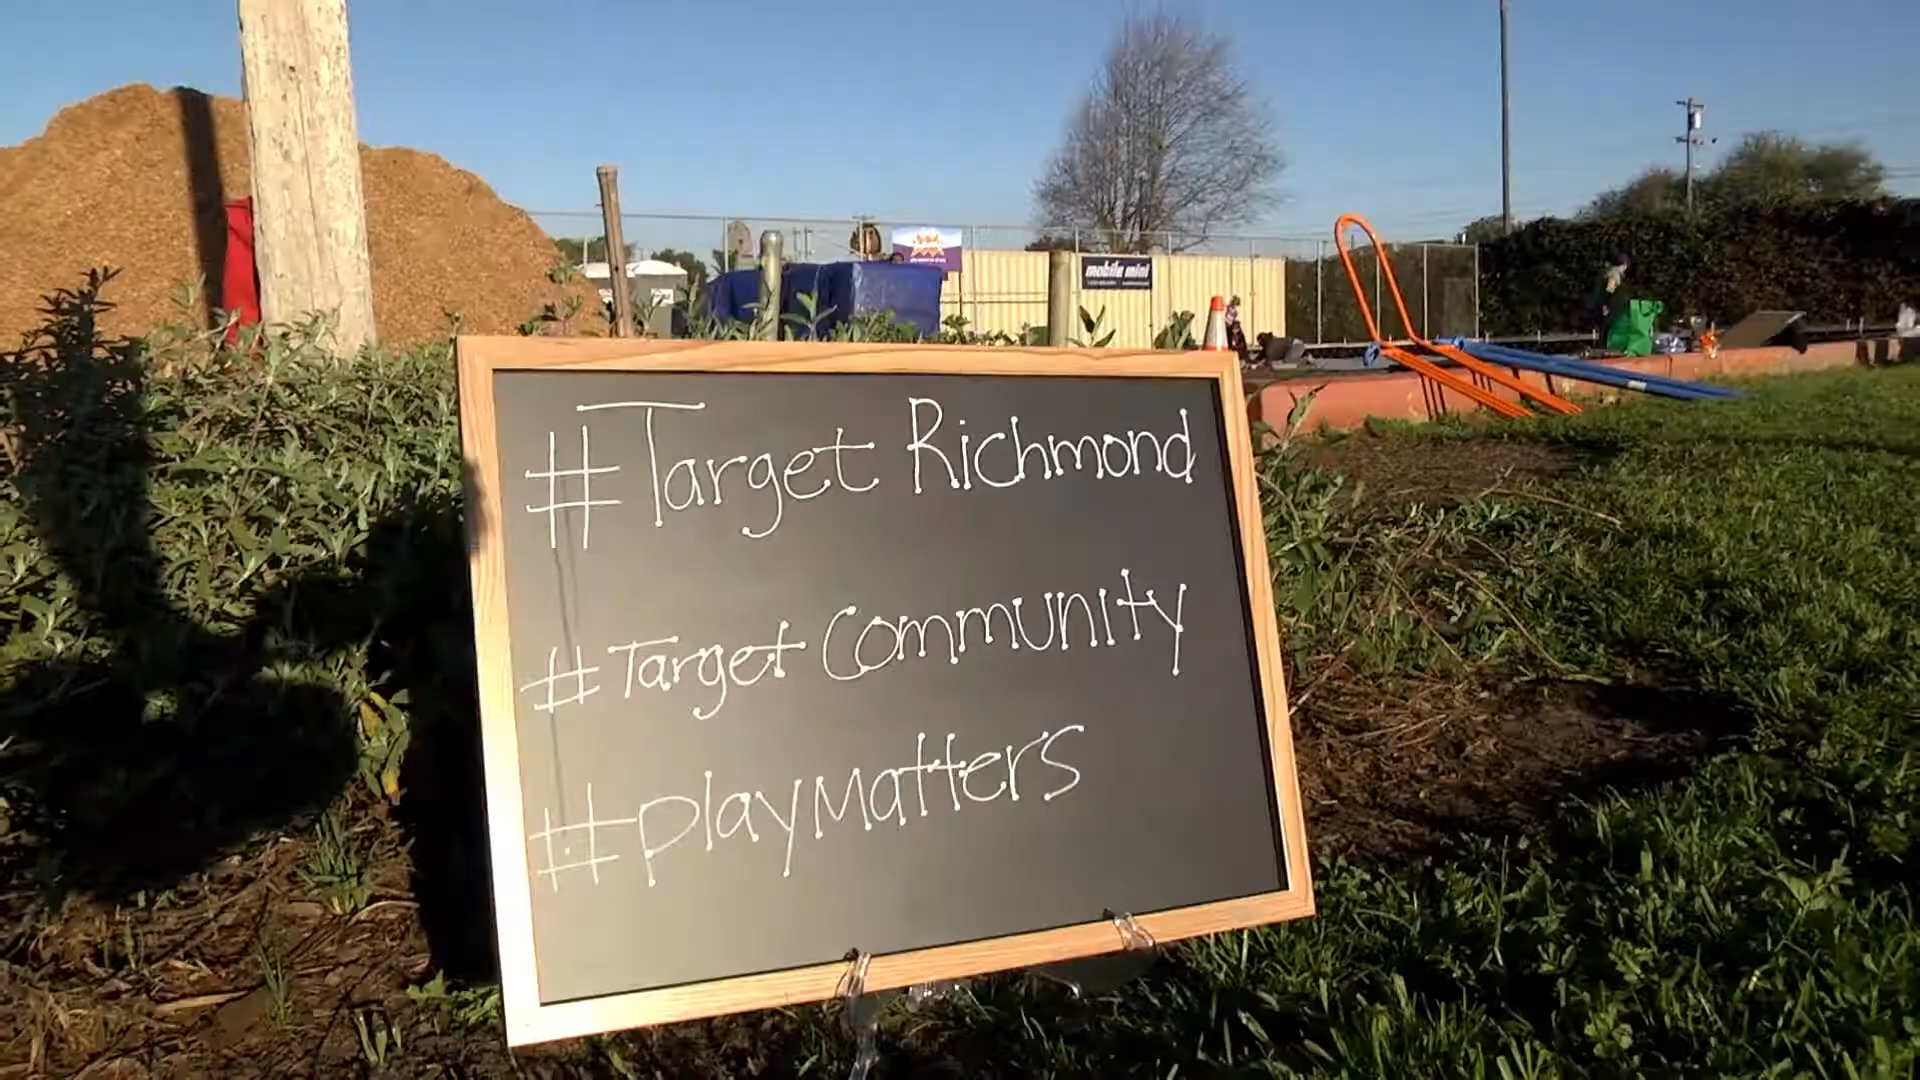 mobile mini
#Target Richmond
#Target Community
#playMatters